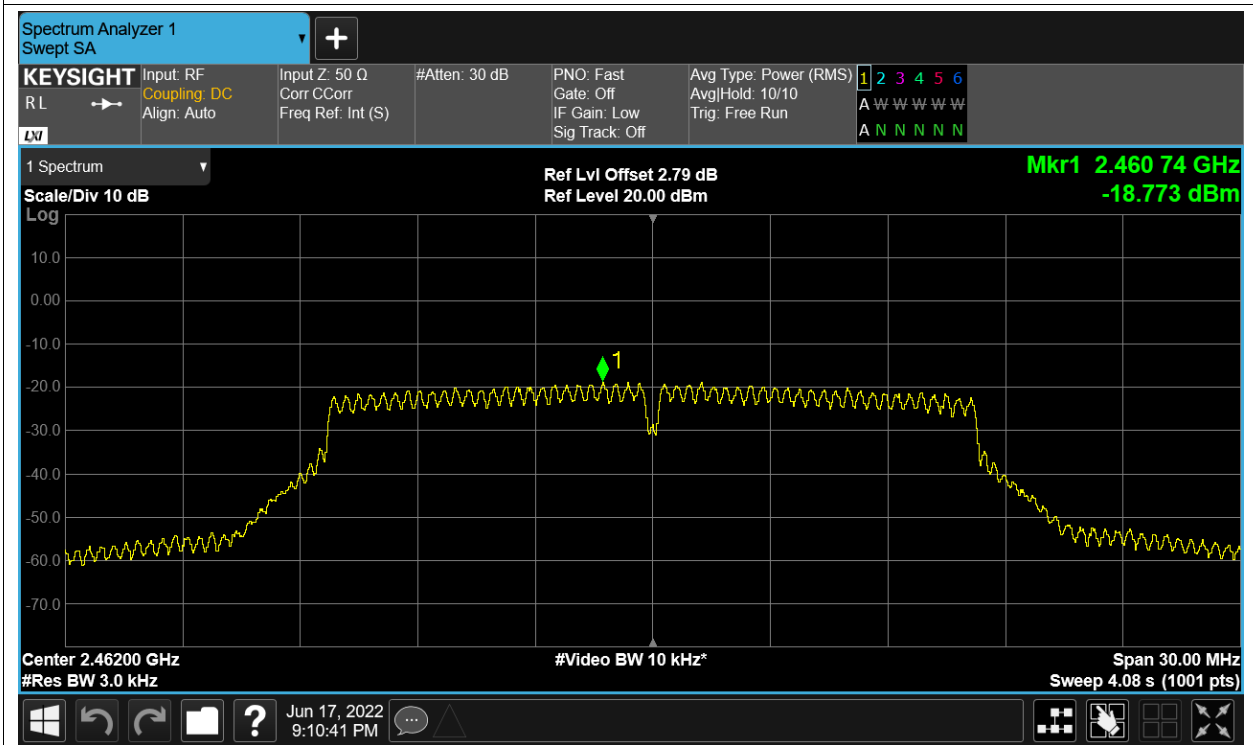 Spectrum Analyzer 1
Swept SA
KEYSIGHT Input: RF Input Z: 50 Ω #Atten: 30 dB PNO: Fast Avg Type: Power (RMS) 1 2 3 4 5 6
R L Coupling: DC Corr CCorr Gate: Off Avg|Hold: 10/10 A W W W W W
Align: Auto Freq Ref: Int (S) IF Gain: Low Trig: Free Run
LXI Sig Track: Off A N N N N N
1 Spectrum Ref Lvl Offset 2.79 dB Mkr1 2.460 74 GHz
Scale/Div 10 dB Ref Level 20.00 dBm -18.773 dBm
Log
10.0
0.00
-10.0
1
-20.0
-30.0
-40.0
-50.0
-60.0
-70.0
Center 2.46200 GHz #Video BW 10 kHz* Span 30.00 MHz
#Res BW 3.0 kHz Sweep 4.08 s (1001 pts)
? Jun 17, 2022
9:10:41 PM